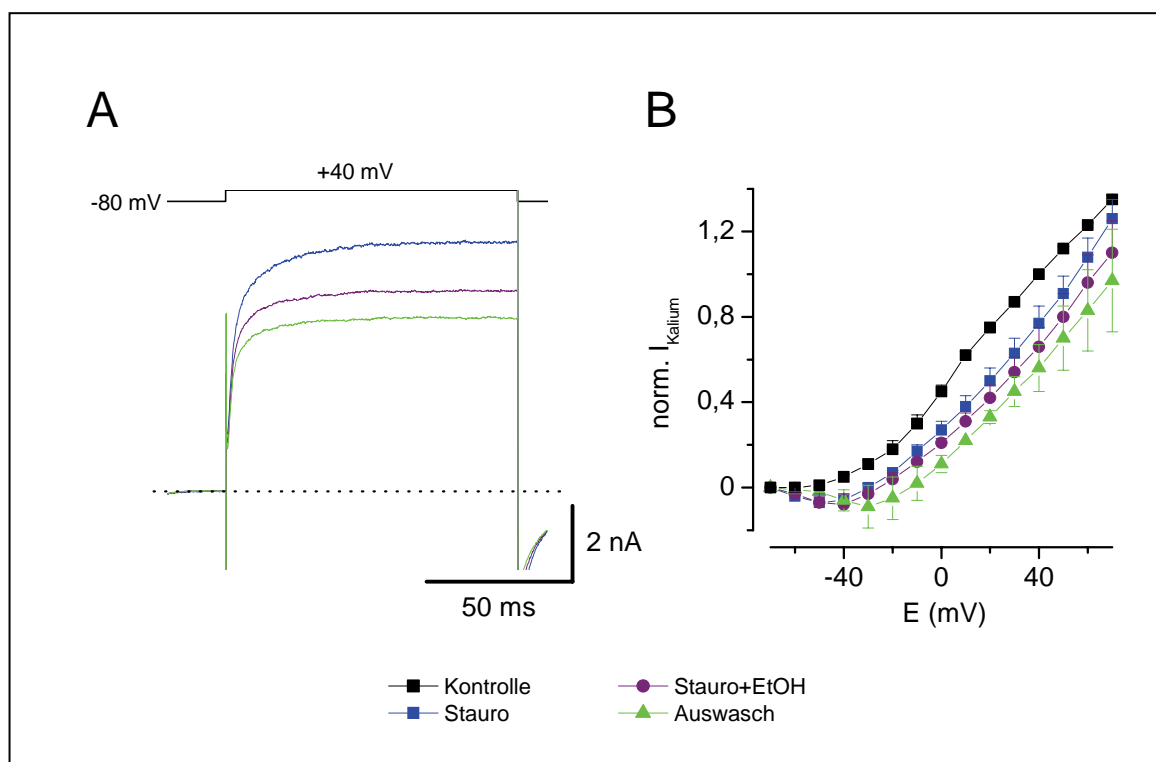 A
+40 mV
-80 mV
2 nA
50 ms
B
norm. I_Kalium
1,2
0,8
0,4
0
-40
0
40
E (mV)
Kontrolle
Stauro
Stauro+EtOH
Auswasch